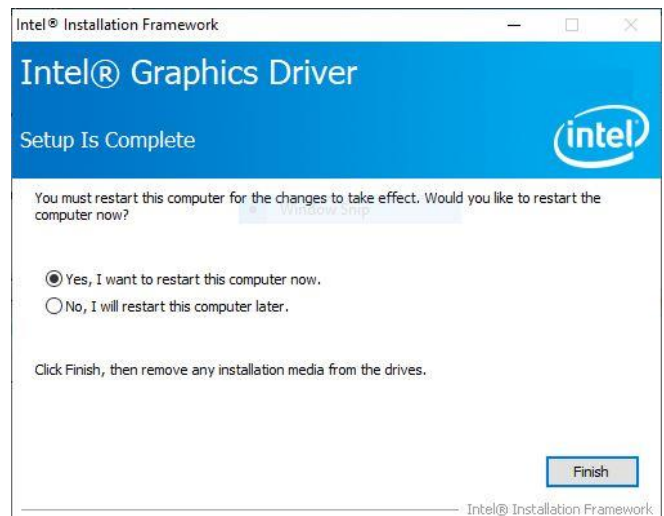 Intel® Installation Framework
Intel® Graphics Driver
Setup Is Complete
intel
You must restart this computer for the changes to take effect. Would you like to restart the
computer now?
Window Snip
Yes, I want to restart this computer now.
No, I will restart this computer later.
Click Finish, then remove any installation media from the drives.
Finish
Intel® Installation Framework